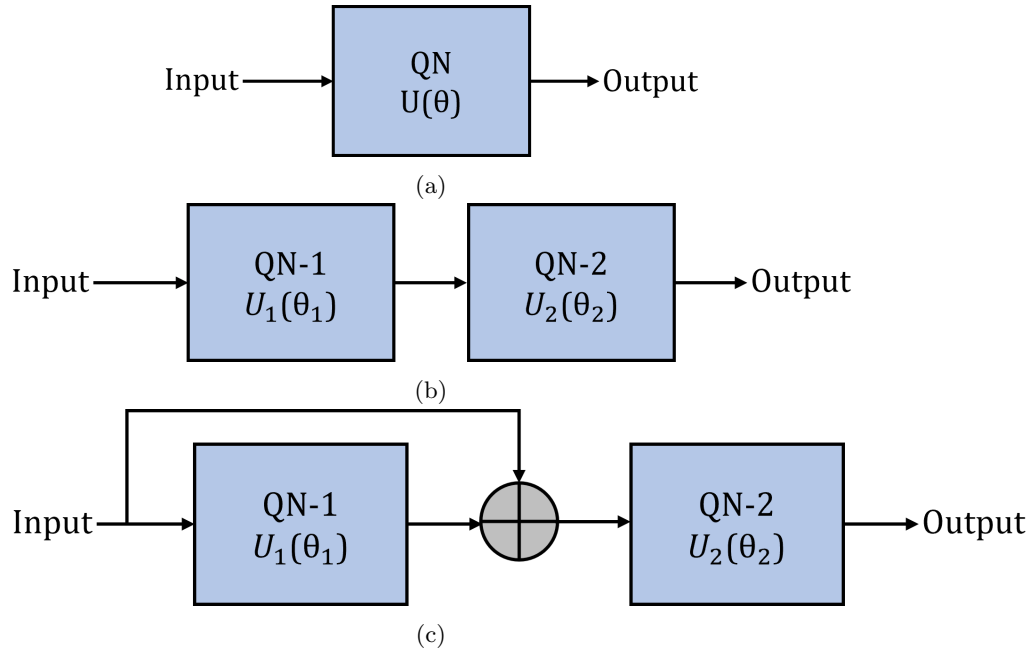 Input
QN
U(θ)
Output
(a)
Input
QN-1
U₁(θ₁)
QN-2
U₂(θ₂)
Output
(b)
Input
QN-1
U₁(θ₁)
QN-2
U₂(θ₂)
Output
(c)